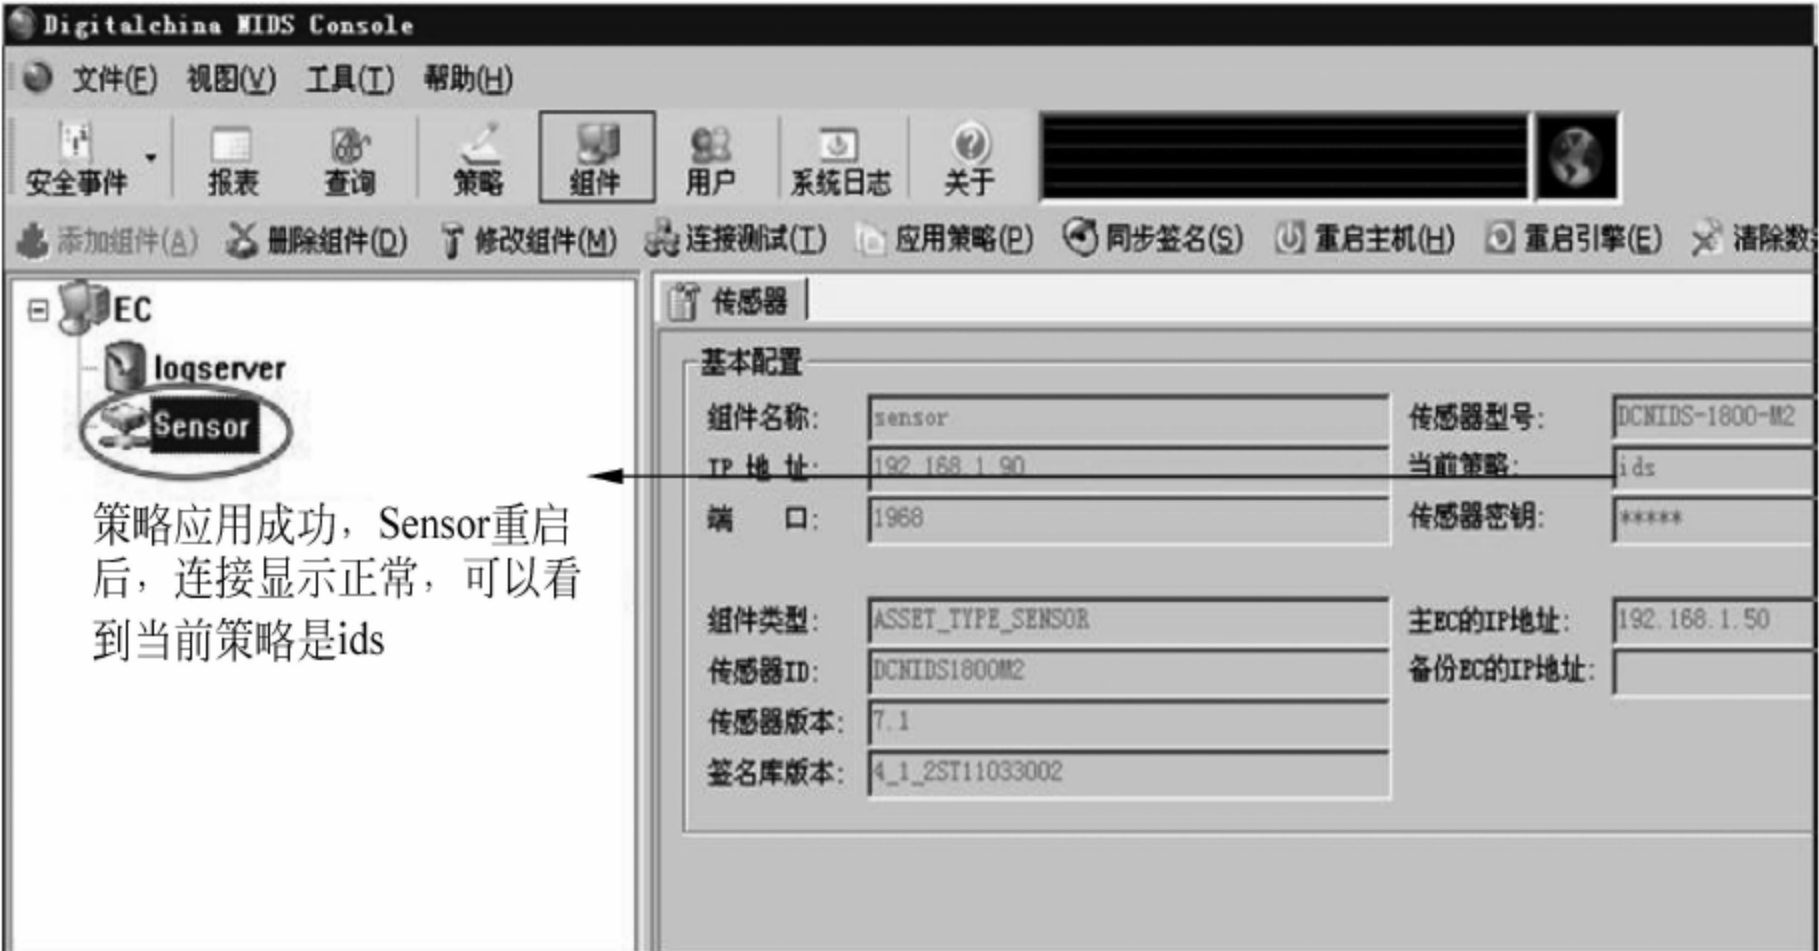 Digitalchina NIDS Console
文件(F) 视图(V) 工具(T) 帮助(H)
安全事件 报表 查询 策略 组件 用户 系统日志 关于
添加组件(A) 删除组件(D) 修改组件(M) 连接测试(T) 应用策略(P) 同步签名(S) 重启主机(H) 重启引擎(E) 清除数
EC
logserver
Sensor
策略应用成功，Sensor重启
后，连接显示正常，可以看
到当前策略是ids
传感器
基本配置
组件名称: sensor 传感器型号: DCNIDS-1800-M2
IP 地 址: 192.168.1.90 当前策略: ids
端 口: 1968 传感器密钥: *****
组件类型: ASSET_TYPE_SENSOR 主EC的IP地址: 192.168.1.50
传感器ID: DCNIDS1800M2 备份EC的IP地址:
传感器版本: 7.1
签名库版本: 4_1_2ST11033002